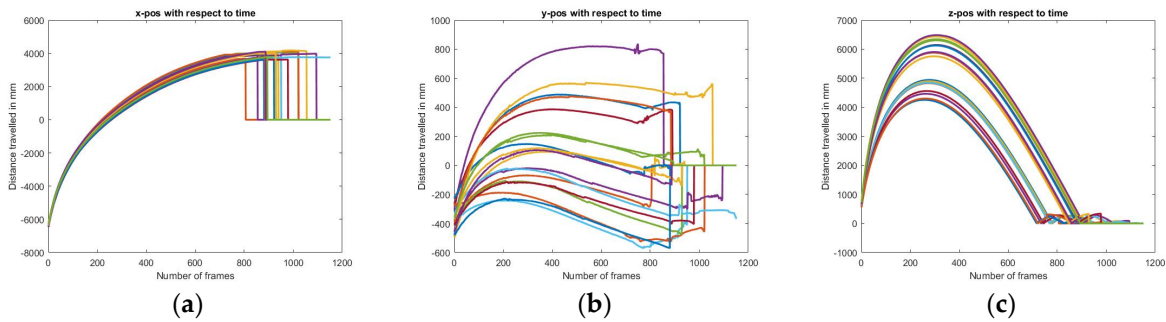 x-pos with respect to time
6000
4000
2000
0
-2000
-4000
-6000
-8000
Distance travelled in mm
0 200 400 600 800 1000 1200
Number of frames
(a)
y-pos with respect to time
1000
800
600
400
200
0
-200
-400
-600
Distance travelled in mm
0 200 400 600 800 1000 1200
Number of frames
(b)
z-pos with respect to time
7000
6000
5000
4000
3000
2000
1000
0
-1000
Distance travelled in mm
0 200 400 600 800 1000 1200
Number of frames
(c)